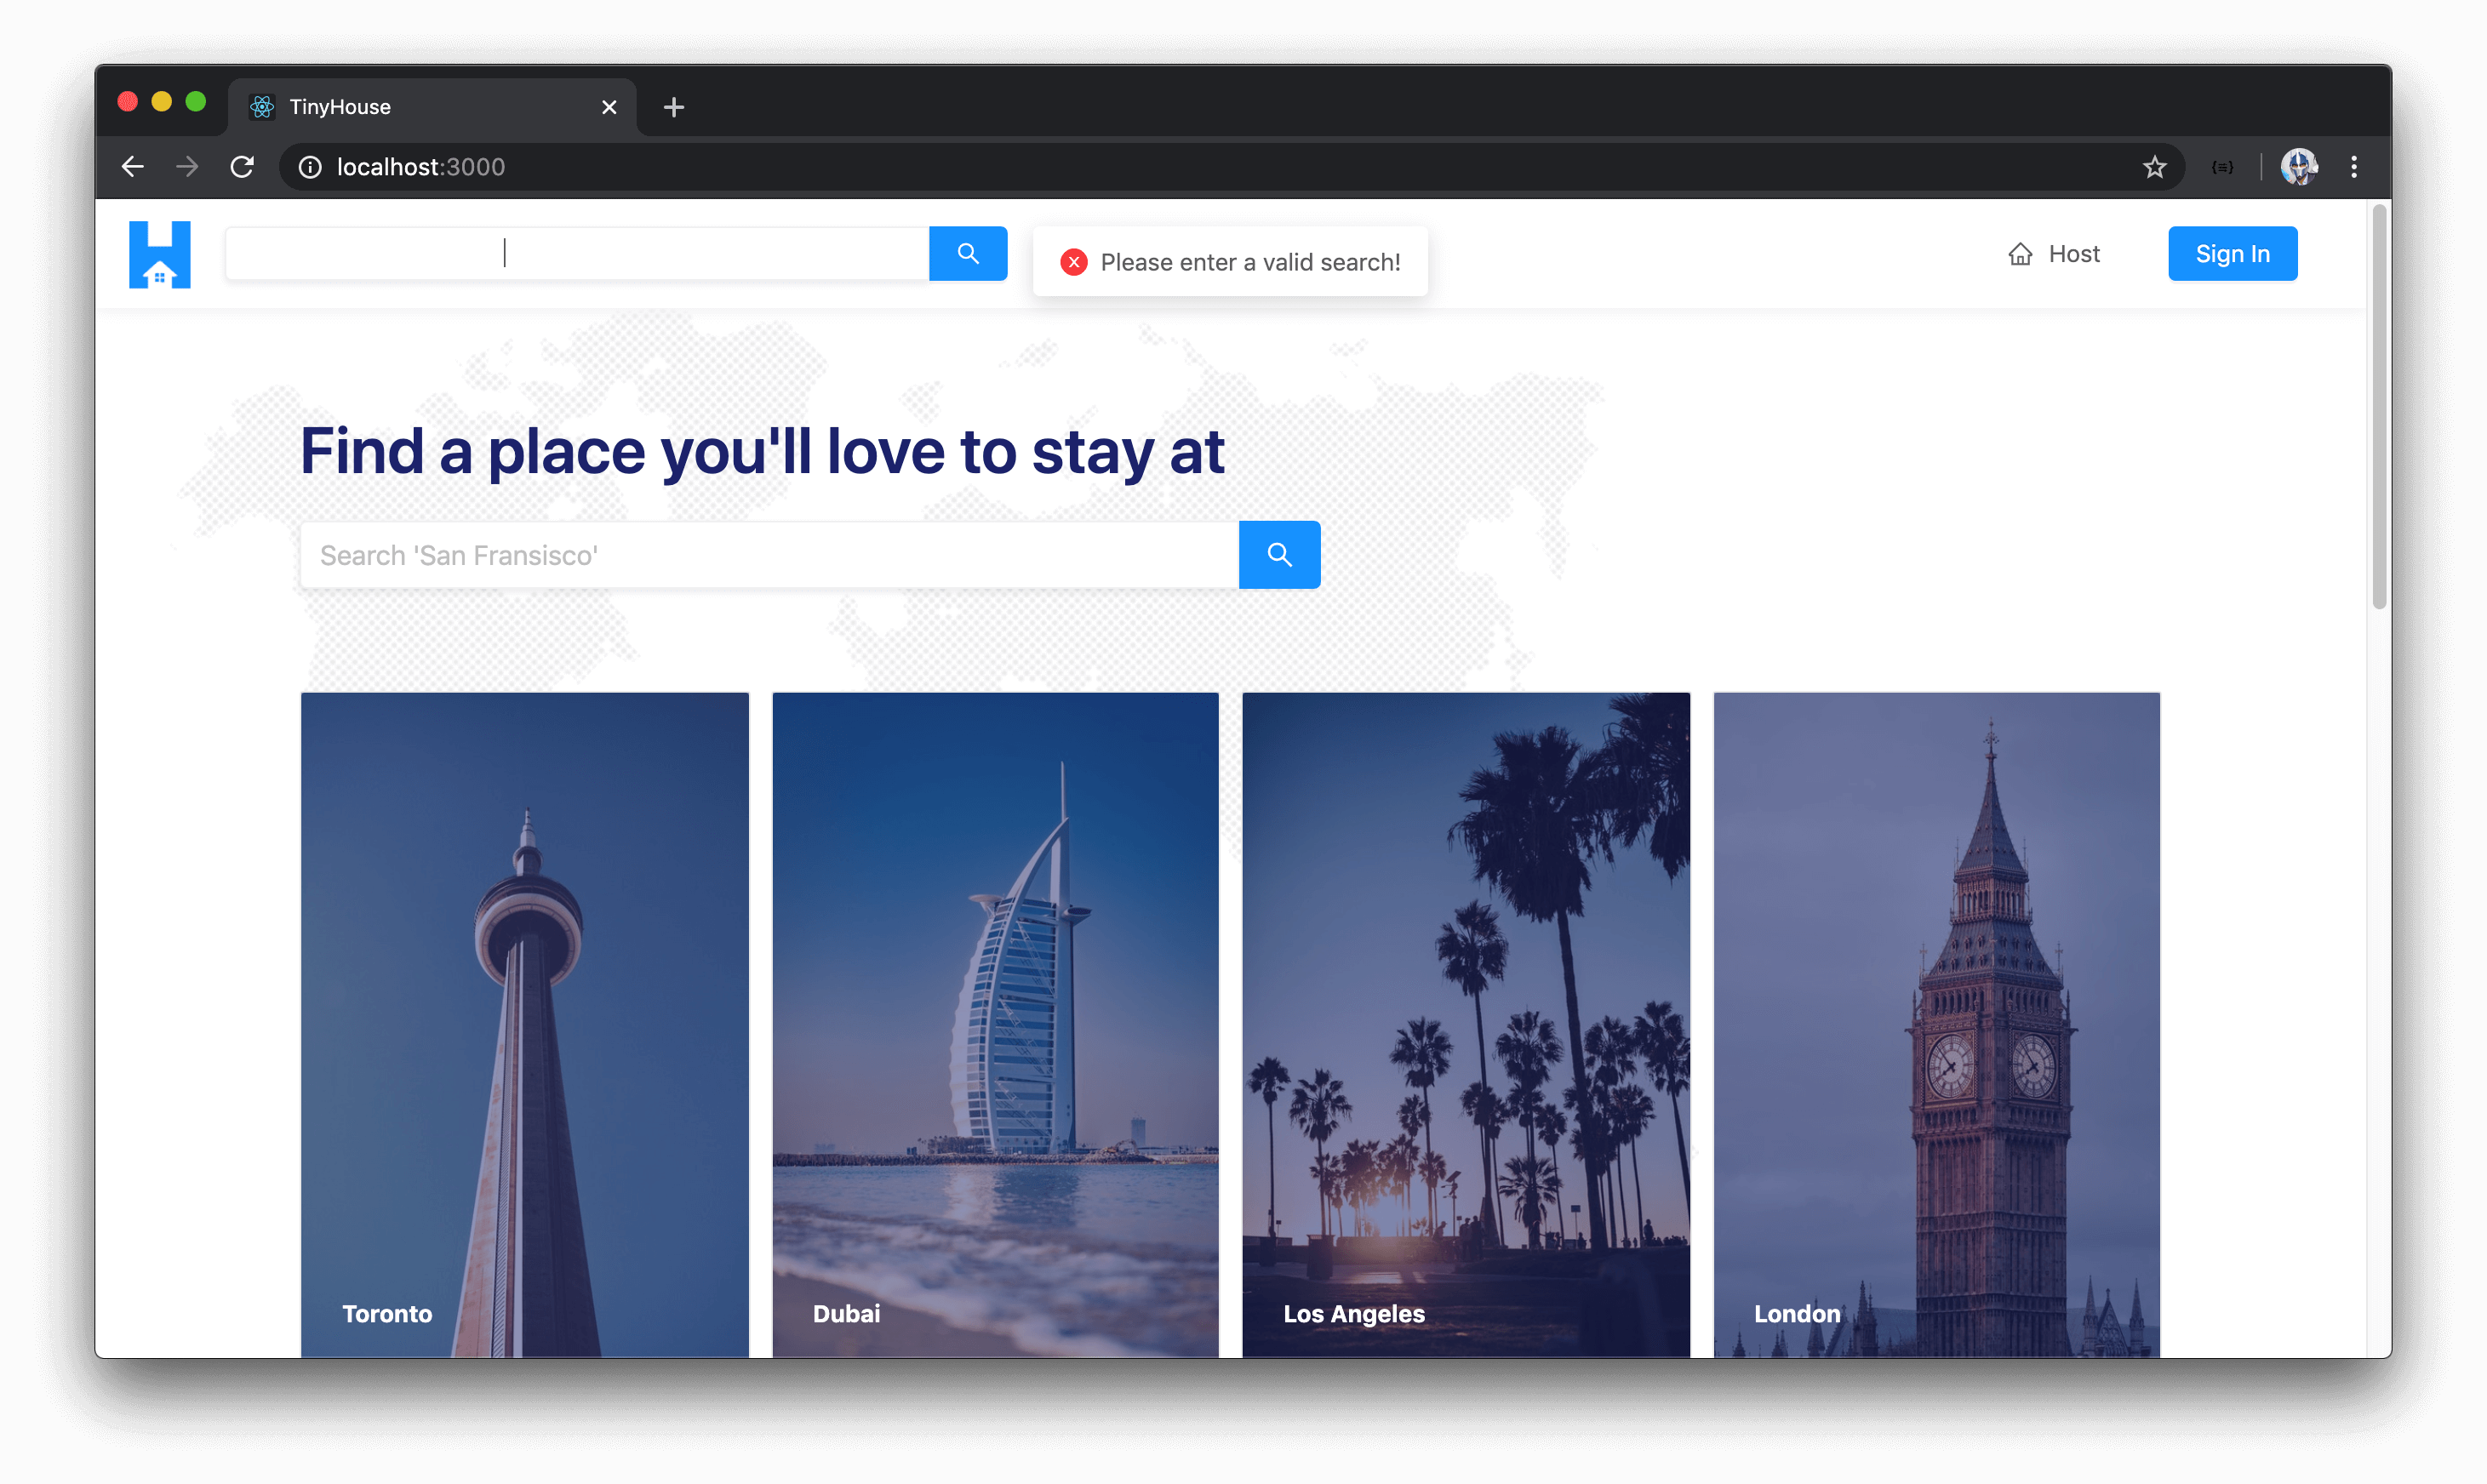 TinyHouse
localhost:3000
Please enter a valid search!
Host
Sign In
Find a place you'll love to stay at
Search 'San Fransisco'
Toronto
Dubai
Los Angeles
London